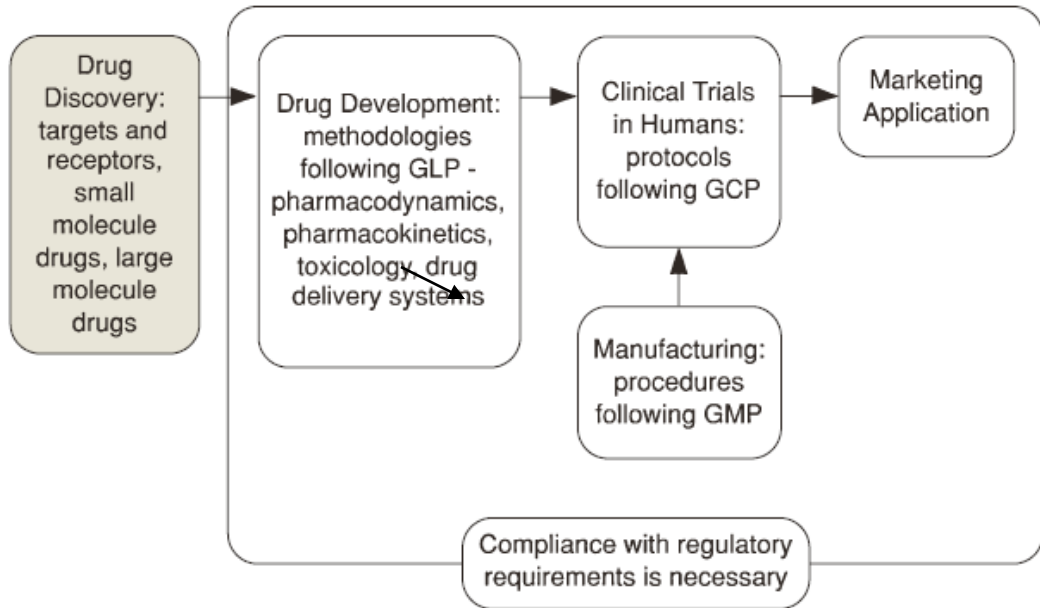 Drug
Discovery:
targets and
receptors,
small
molecule
drugs, large
molecule
drugs
Drug Development:
methodologies
following GLP -
pharmacodynamics,
pharmacokinetics,
toxicology, drug
delivery systems
Clinical Trials
in Humans:
protocols
following GCP
Marketing
Application
Manufacturing:
procedures
following GMP
Compliance with regulatory
requirements is necessary